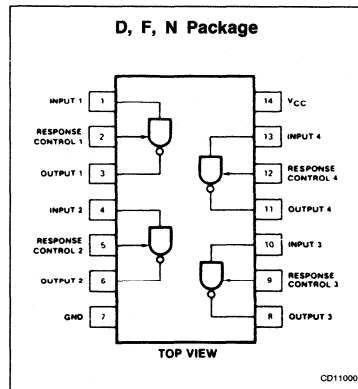 D, F, N Package
INPUT 1
1
RESPONSE
CONTROL 1
2
OUTPUT 1
3
INPUT 2
4
RESPONSE
CONTROL 2
5
OUTPUT 2
6
GND
7
14
VCC
13
INPUT 4
12
RESPONSE
CONTROL 4
11
OUTPUT 4
10
INPUT 3
9
RESPONSE
CONTROL 3
8
OUTPUT 3
TOP VIEW
CD11000